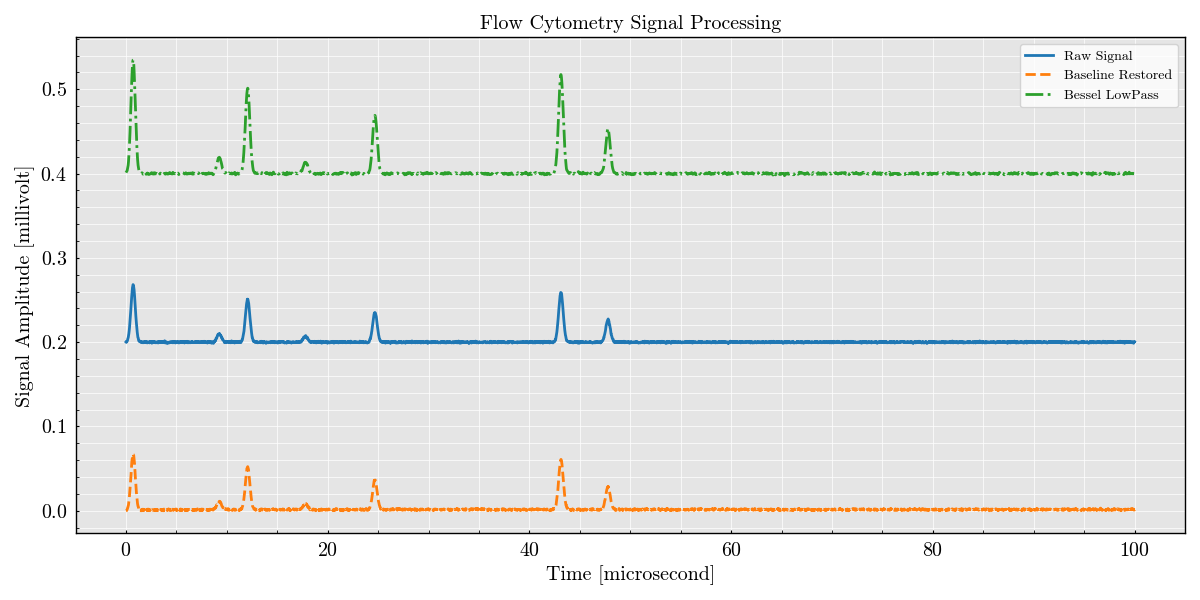 Flow Cytometry Signal Processing
Raw Signal
Baseline Restored
Bessel LowPass
Signal Amplitude [millivolt]
0.5
0.4
0.3
0.2
0.1
0.0
0 20 40 60 80 100
Time [microsecond]